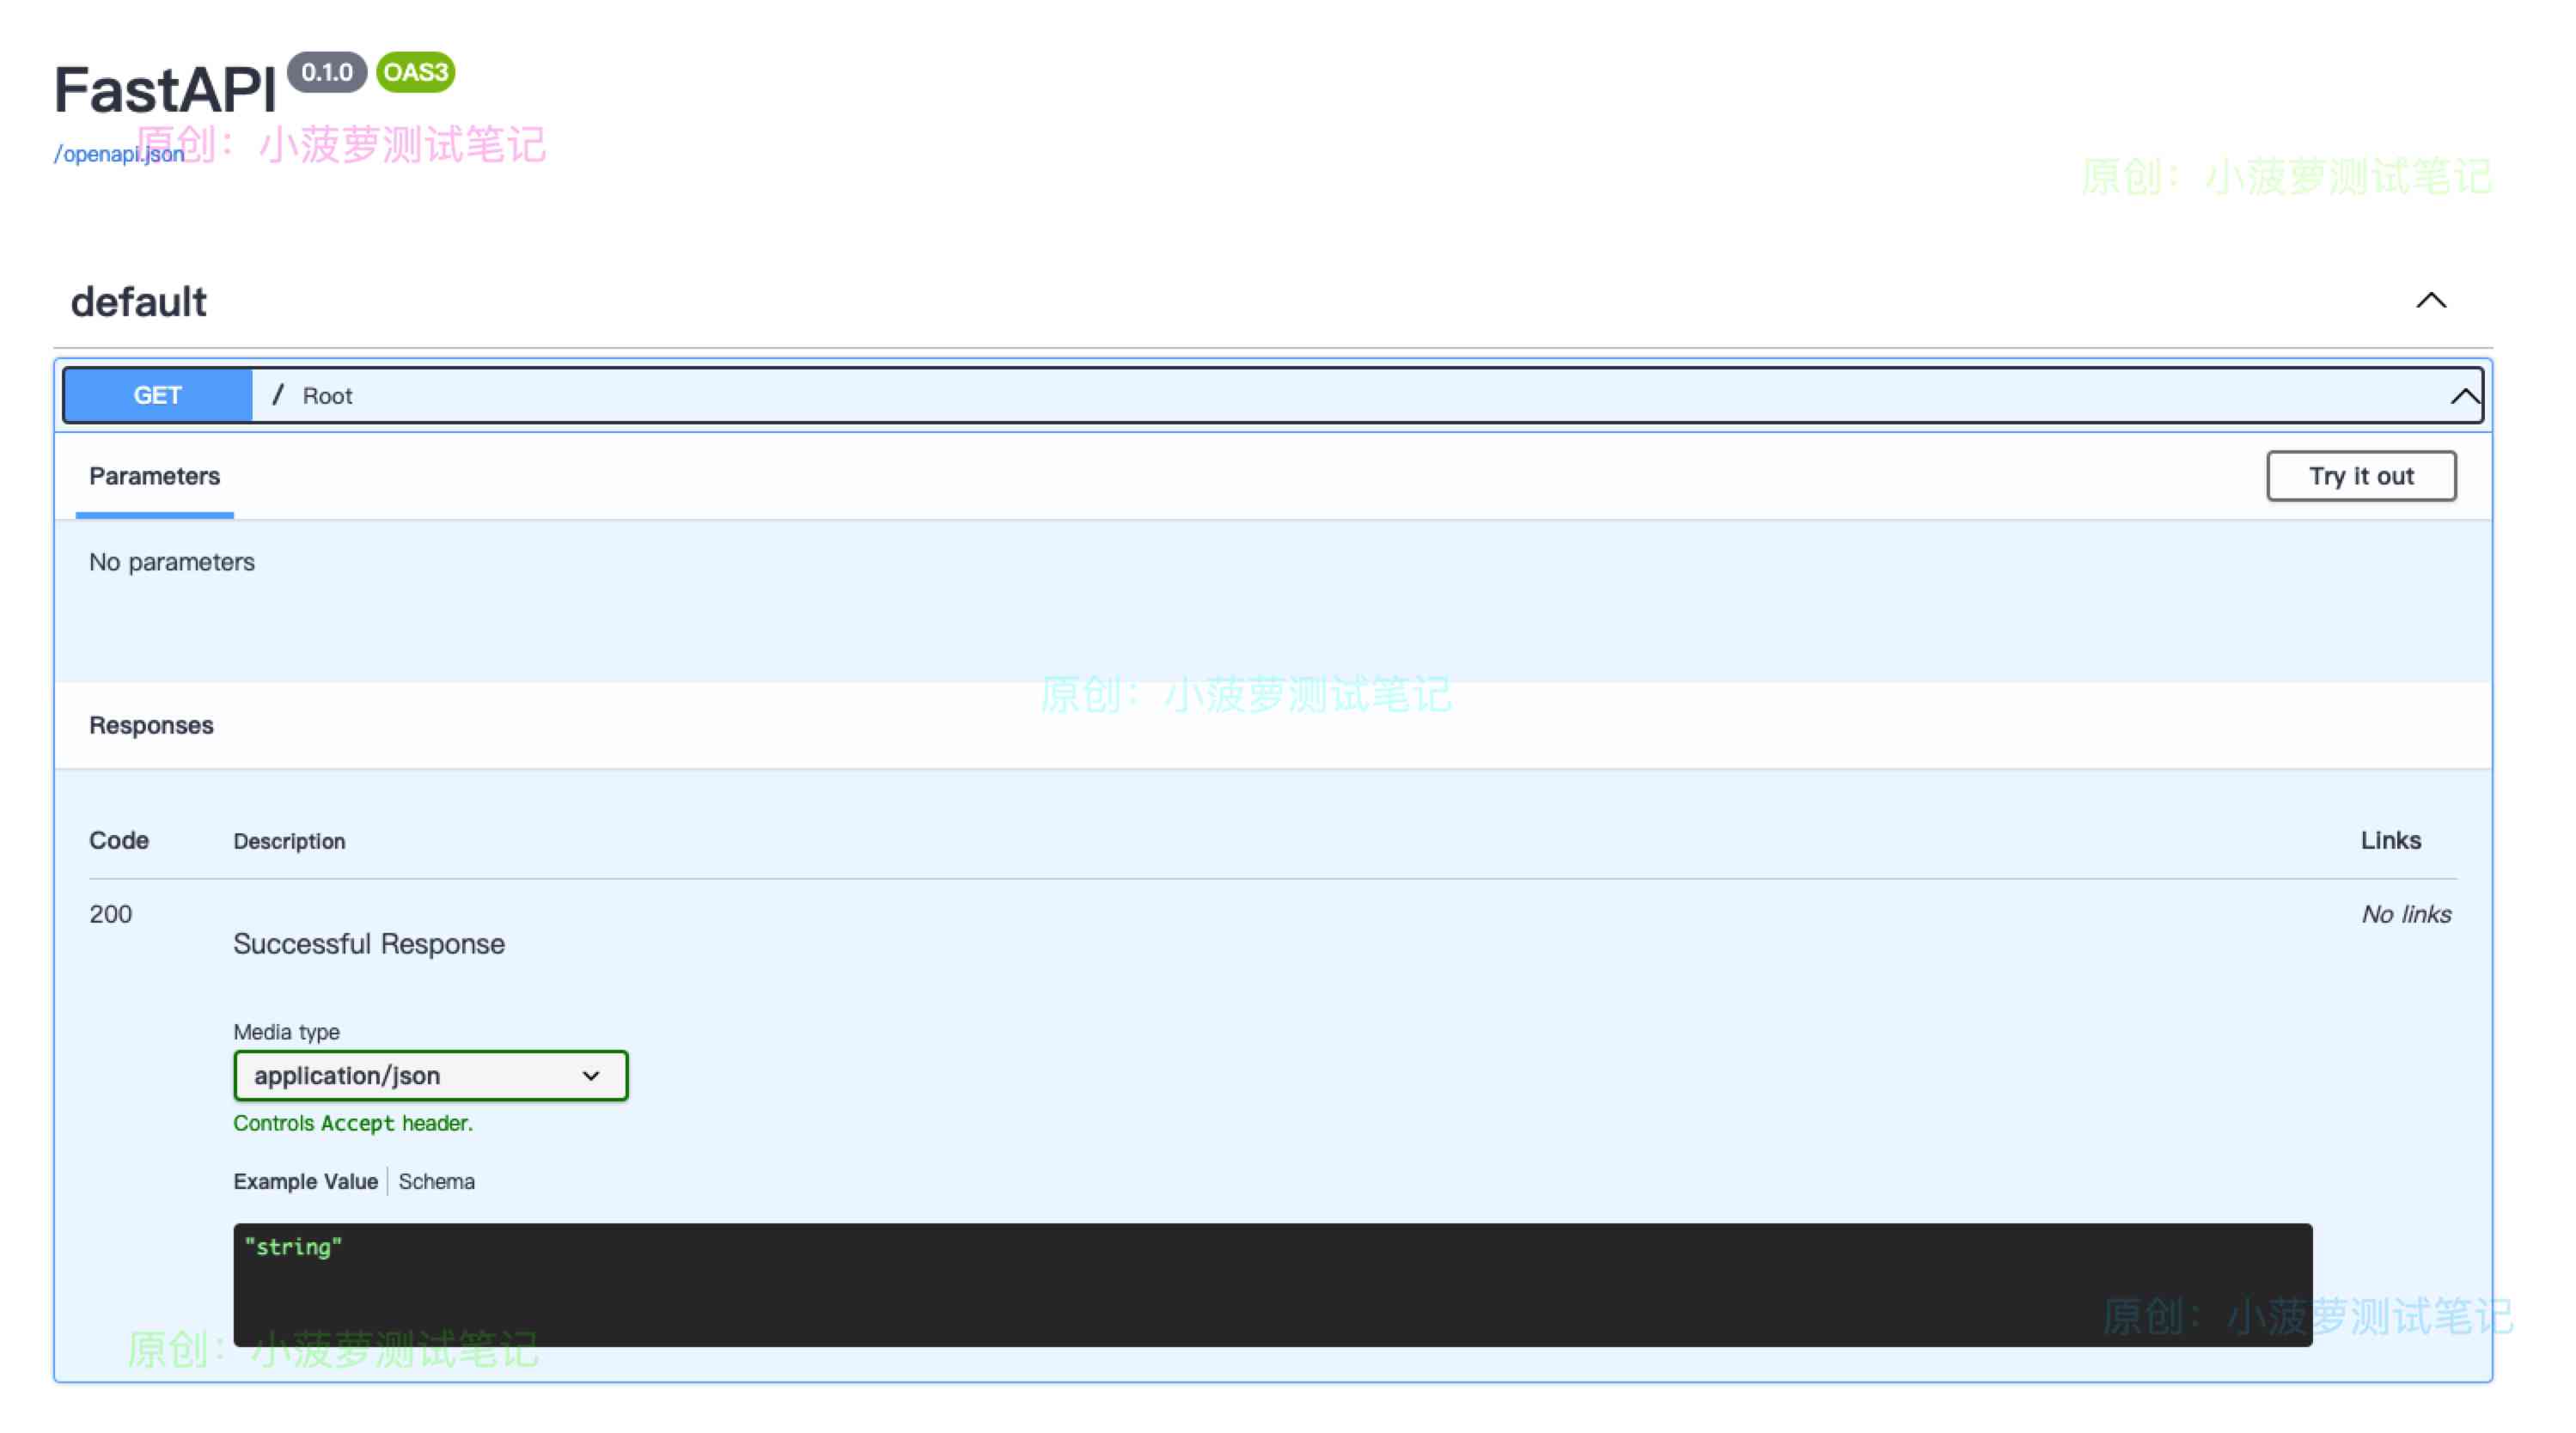 FastAPI 0.1.0 OAS3
/openapi.json
原创：小菠萝测试笔记
原创：小菠萝测试笔记
default
GET / Root
Parameters
Try it out
No parameters
原创：小菠萝测试笔记
Responses
Code Description Links
200 No links
Successful Response
Media type
application/json
Controls Accept header.
Example Value Schema
"string"
原创：小菠萝测试笔记
原创：小菠萝测试笔记